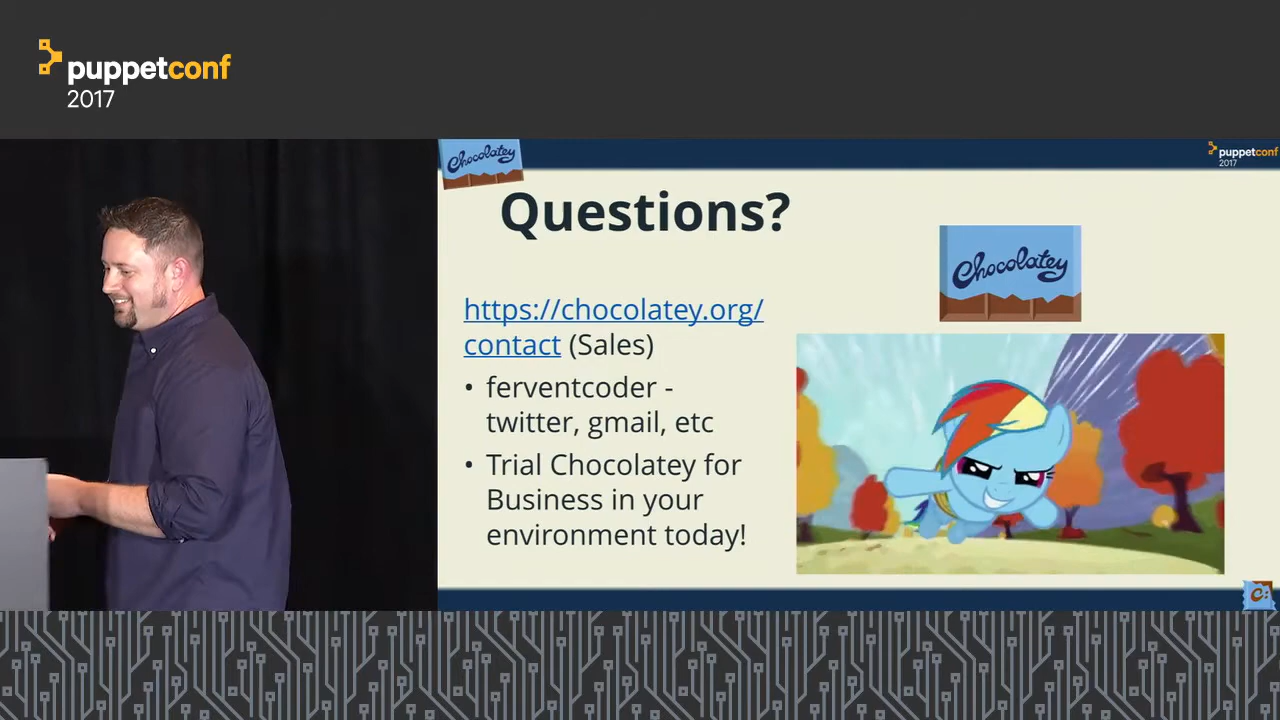 puppetconf
2017
Chocolatey
puppetconf
2017
Questions?
Chocolatey
https://chocolatey.org/
contact (Sales)
• ferventcoder -
twitter, gmail, etc
• Trial Chocolatey for
Business in your
environment today!
c: